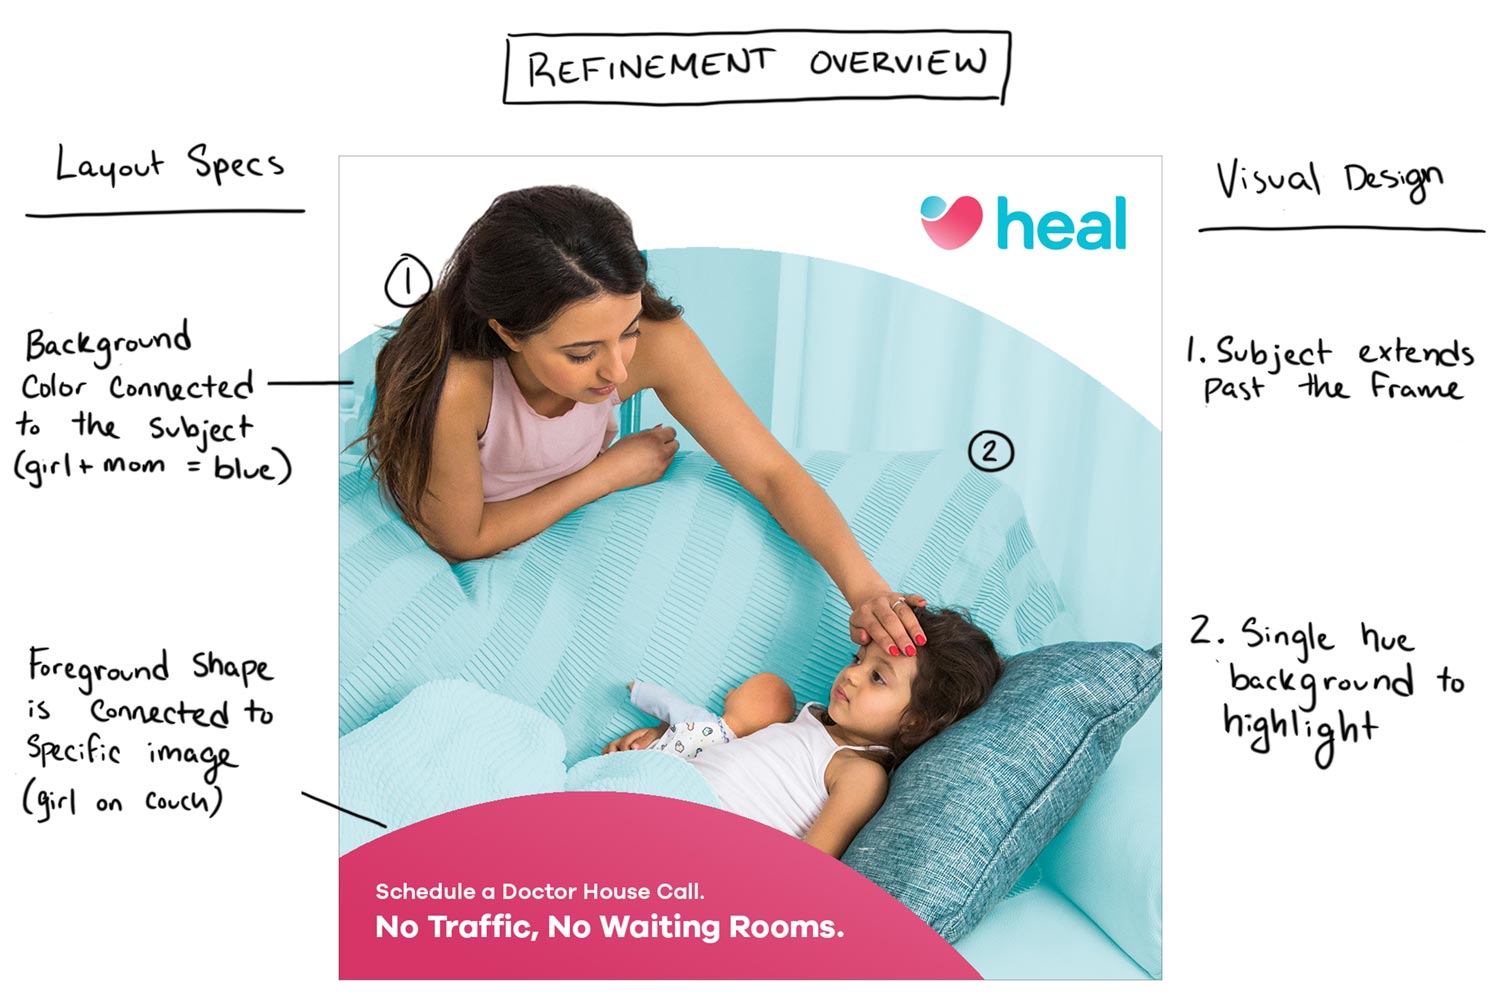 REFINEMENT OVERVIEW
Layout Specs
Background
Color Connected
to the Subject
(girl + mom = blue)
Foreground Shape
is Connected to
Specific image
(girl on couch)
1
heal
2
Schedule a Doctor House Call.
No Traffic, No Waiting Rooms.
Visual Design
1. Subject extends
past the Frame
2. Single hue
background to
highlight